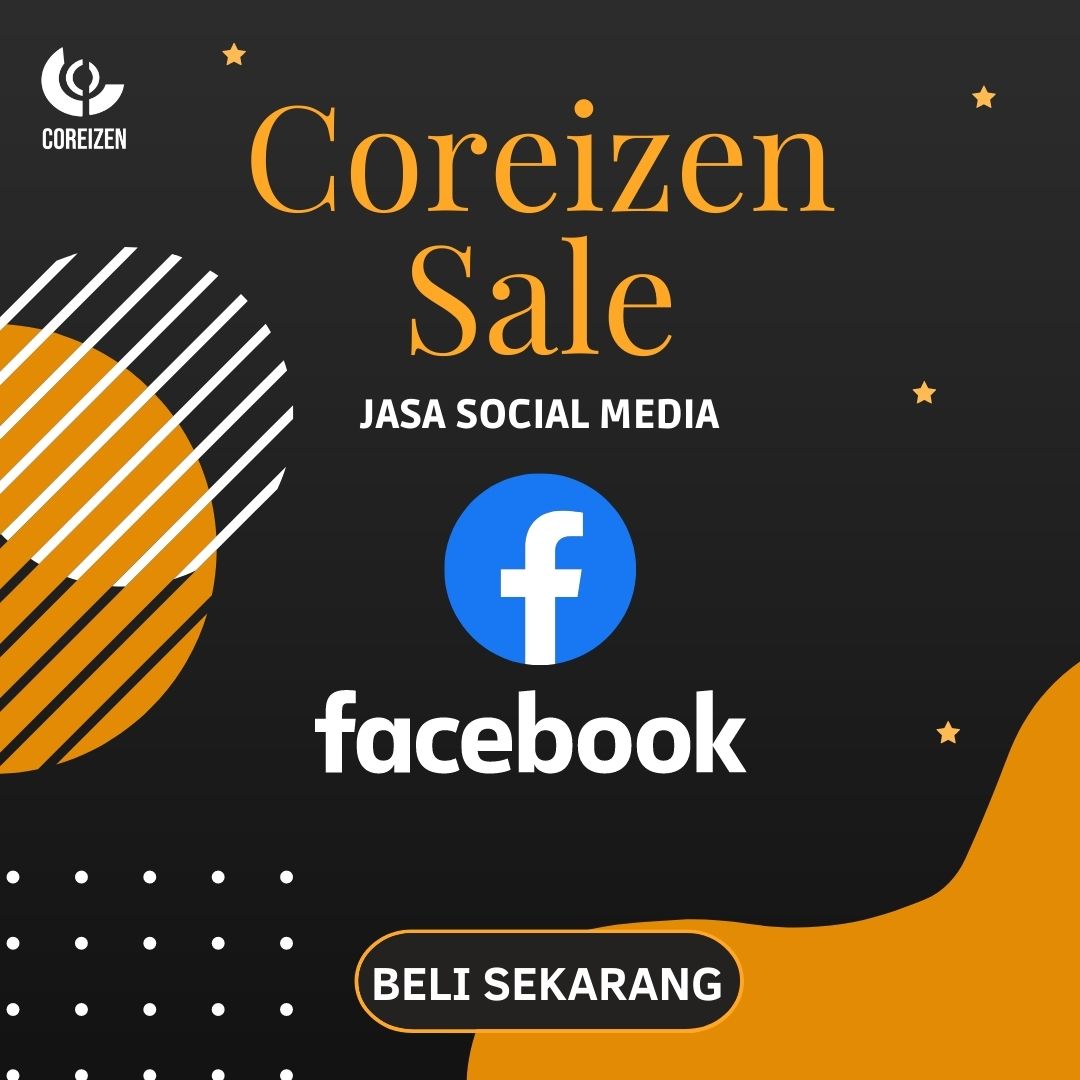 COREIZEN
Coreizen
Sale
JASA SOCIAL MEDIA
facebook
BELI SEKARANG